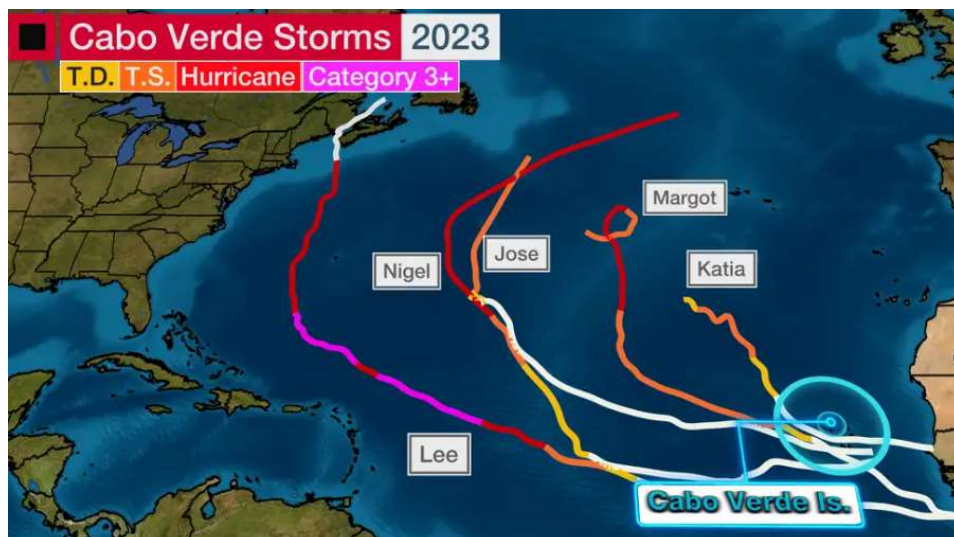 Cabo Verde Storms 2023
T.D. T.S. Hurricane Category 3+
Margot
Jose
Nigel
Katia
Lee
Cabo Verde Is.